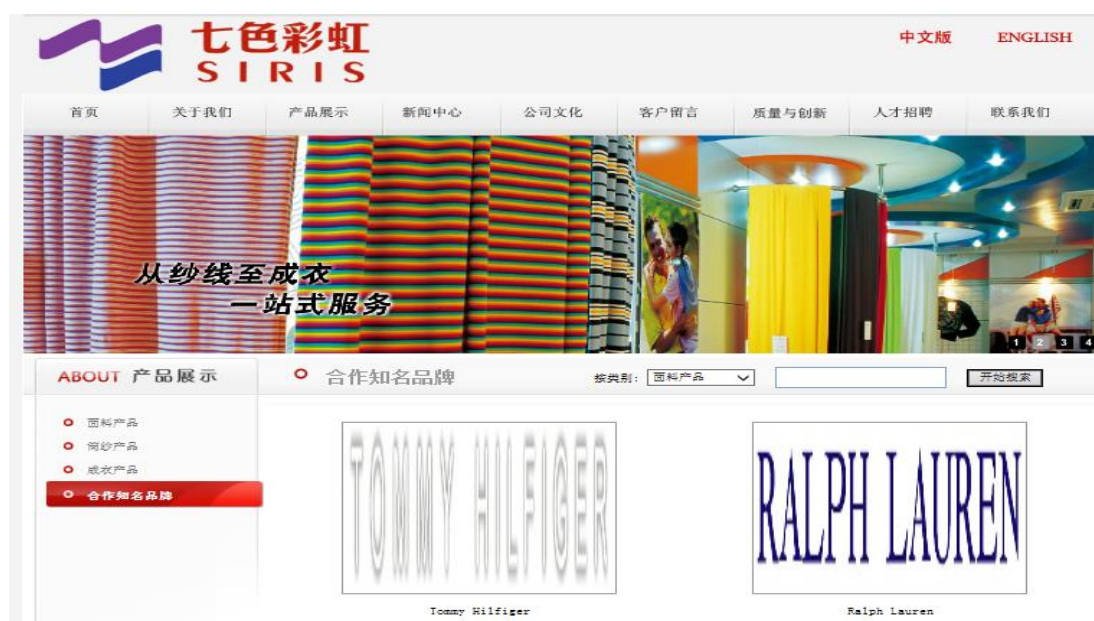 七色彩虹
SIRIS
中文版 ENGLISH
首页 关于我们 产品展示 新闻中心 公司文化 客户留言 质量与创新 人才招聘 联系我们
从纱线至成衣
一站式服务
1 2 3 4
ABOUT 产品展示
合作知名品牌 按类别: 面料产品 开始搜索
面料产品
筒纱产品
成衣产品
合作知名品牌
TOMMY HILFIGER
RALPH LAUREN
Tommy Hilfiger
Ralph Lauren